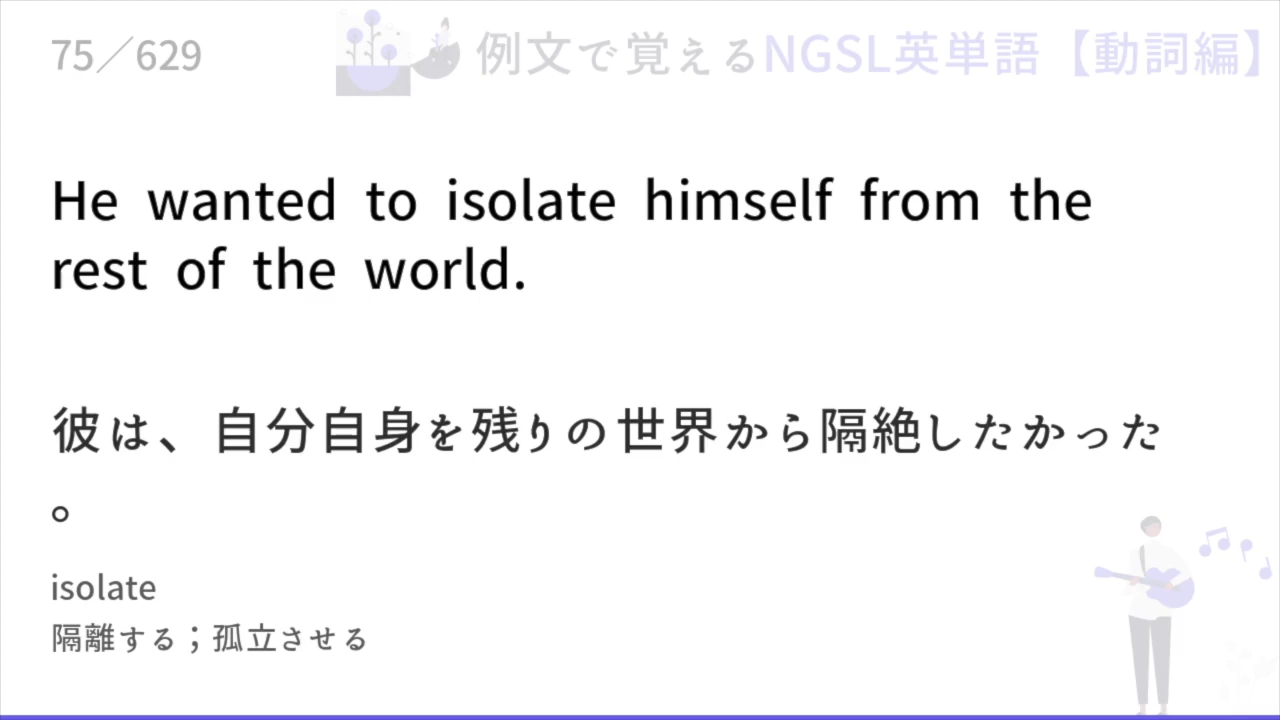 75／629
例文で覚えるNGSL英単語【動詞編】
He wanted to isolate himself from the
rest of the world.
彼は、自分自身を残りの世界から隔絶したかった
。
isolate
隔離する；孤立させる